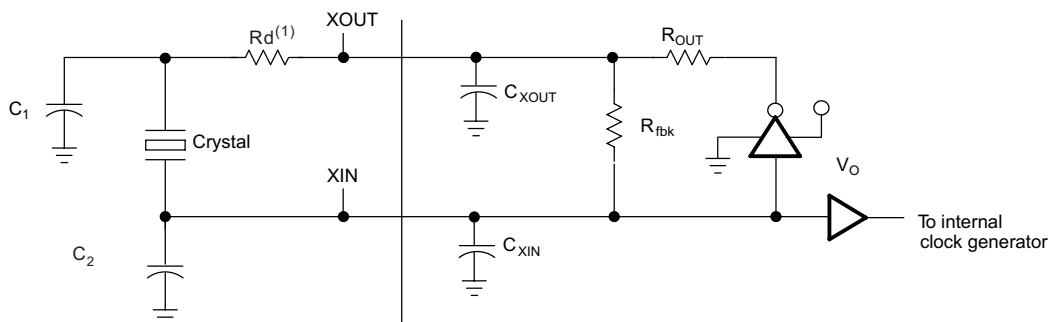 XOUT
Rd(1)
ROUT
C1
CXOUT
Rfbk
Crystal
XIN
VO
CXIN
C2
To internal
clock generator